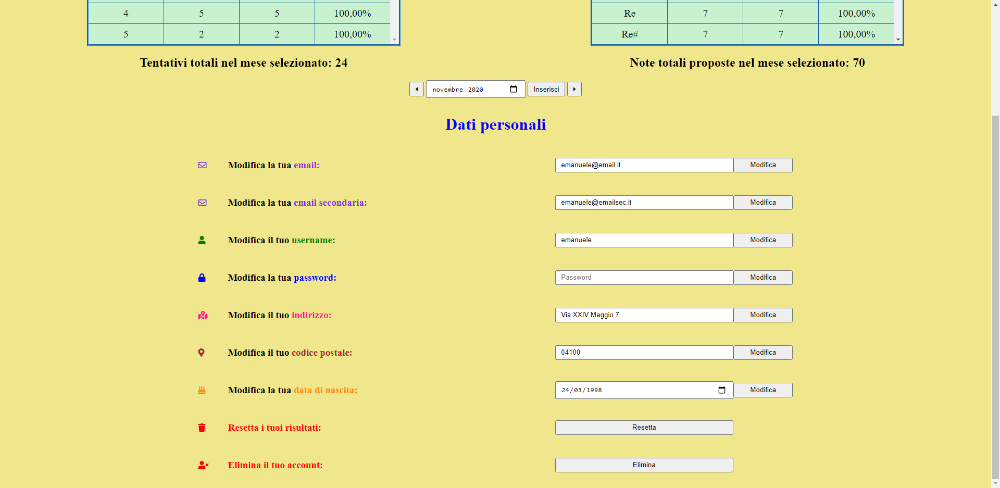 4 5 5 100,00%
5 2 2 100,00%
Re 7 7 100,00%
Re# 7 7 100,00%
Tentativi totali nel mese selezionato: 24
Note totali proposte nel mese selezionato: 70
novembre 2020 Inserisci
Dati personali
Modifica la tua email: emanuele@email.it Modifica
Modifica la tua email secondaria: emanuele@emailsec.it Modifica
Modifica il tuo username: emanuele Modifica
Modifica la tua password: Password Modifica
Modifica il tuo indirizzo: Via XXIV Maggio 7 Modifica
Modifica il tuo codice postale: 04100 Modifica
Modifica la tua data di nascita: 24/03/1998 Modifica
Resetta i tuoi risultati: Resetta
Elimina il tuo account: Elimina